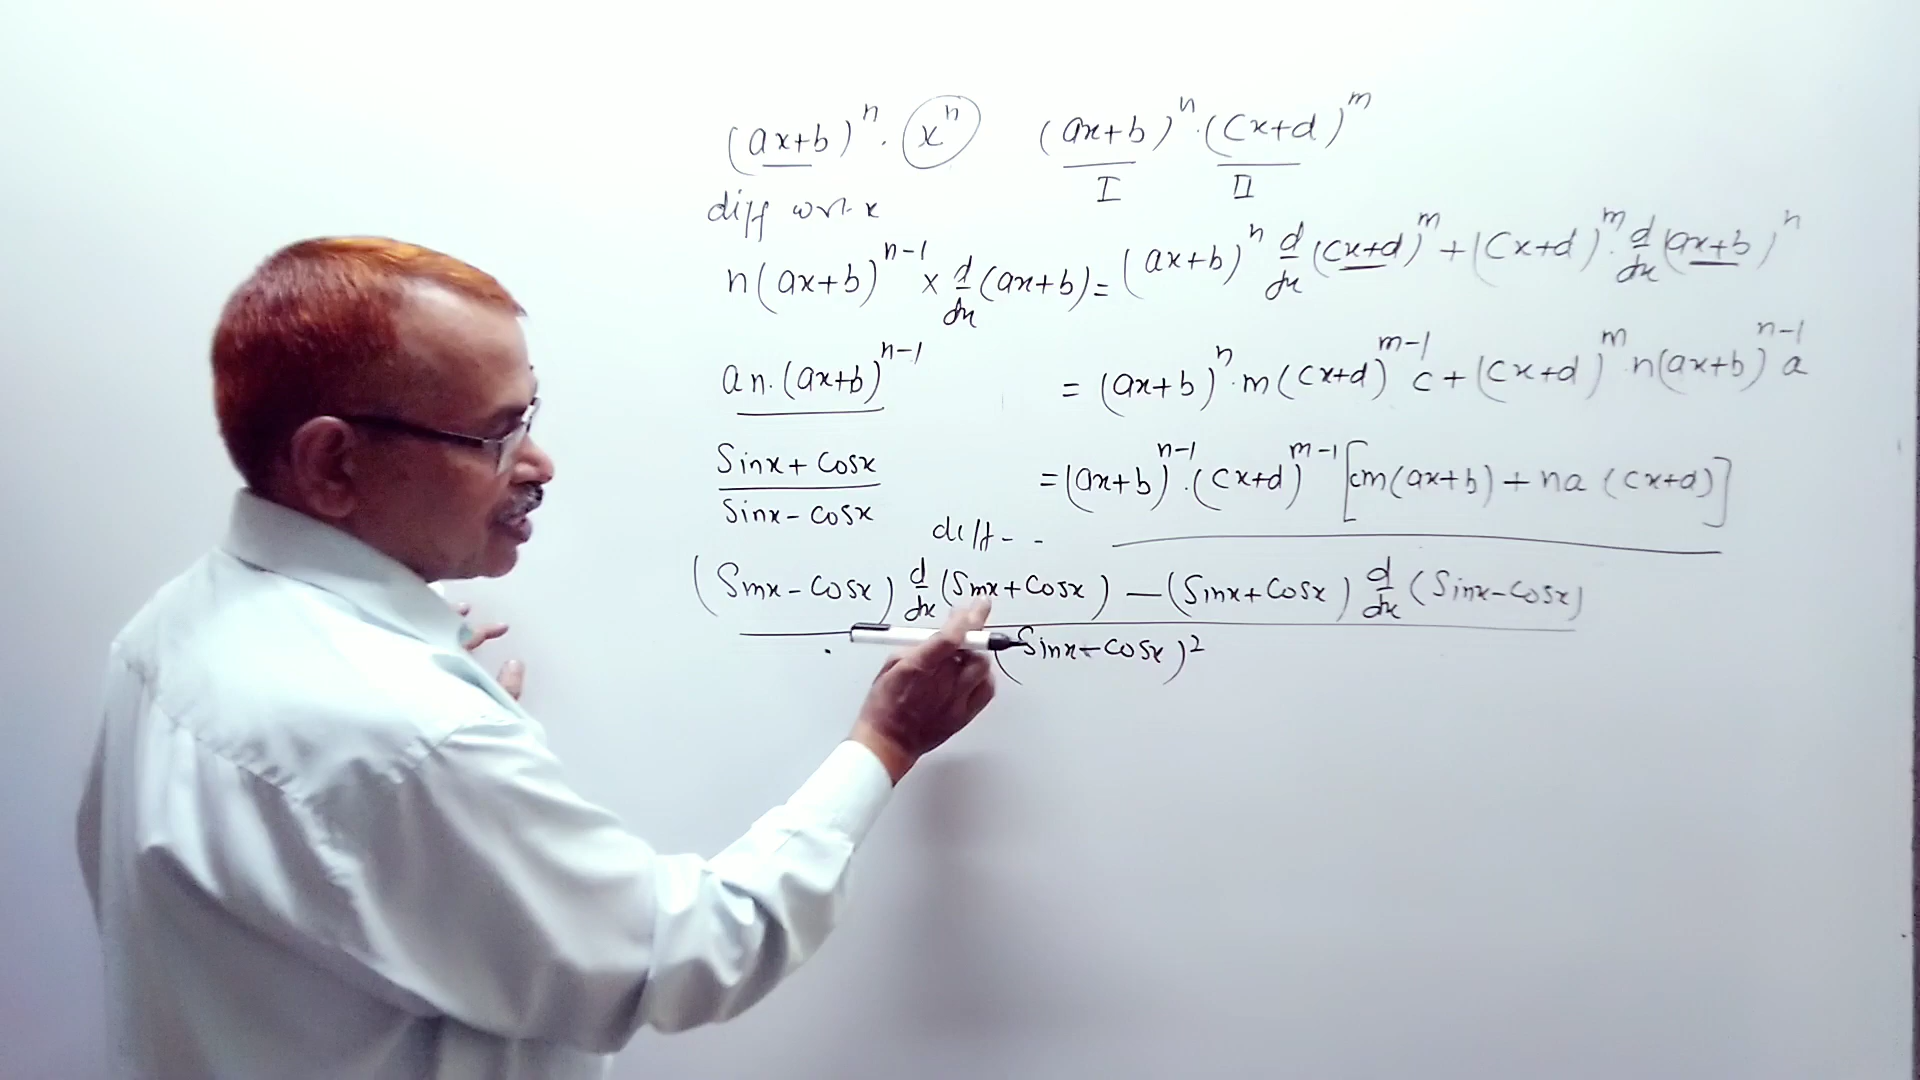 (ax+b)^n . x^n
diff wrt. x
n(ax+b)^{n-1} × d/dx (ax+b)
an.(ax+b)^{n-1}
(ax+b)^n . (cx+d)^m
I II
= (ax+b)^n d/dx (cx+d)^m + (cx+d)^m . d/dx (ax+b)^n
= (ax+b)^n . m(cx+d)^{m-1} c + (cx+d)^m . n(ax+b)^{n-1} a
= (ax+b)^{n-1} . (cx+d)^{m-1} [cm(ax+b) + na (cx+d)]
Sinx + Cosx
Sinx - Cosx
diff - -
(Sinx - Cosx) d/dx (Sinx + Cosx) — (Sinx + Cosx) d/dx (Sinx - Cosx)
(Sinx - Cosx)^2